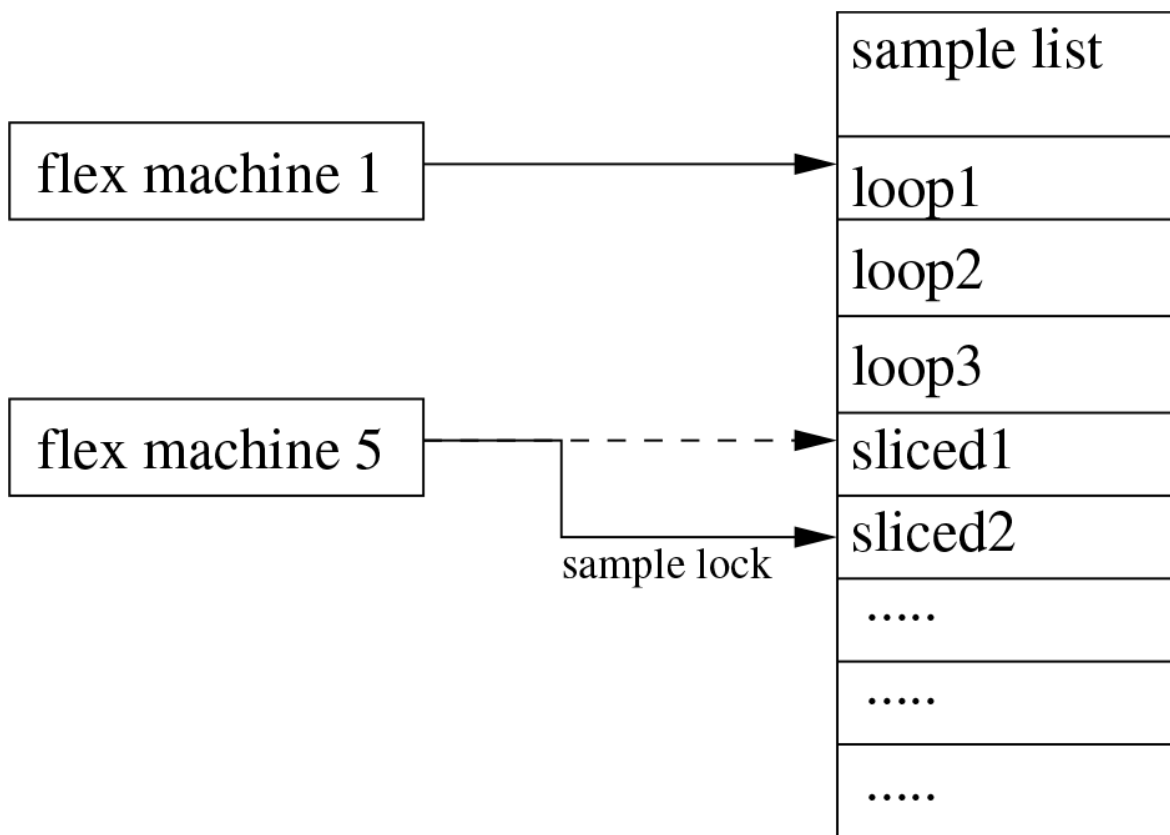 sample list
flex machine 1
loop1
loop2
loop3
flex machine 5
sliced1
sliced2
sample lock
.....
.....
.....